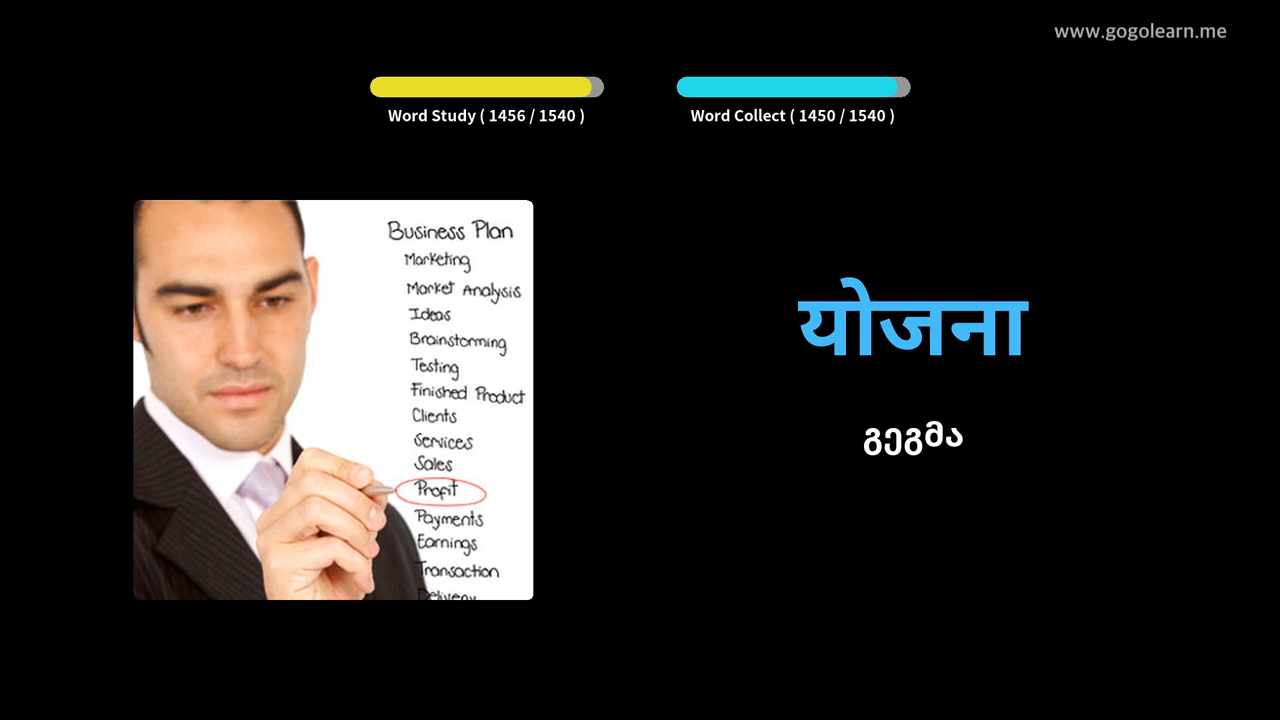 www.gogolearn.me
Word Study ( 1456 / 1540 )
Word Collect ( 1450 / 1540 )
Business Plan
Marketing
Market Analysis
Ideas
Brainstorming
Testing
Finished Product
Clients
Services
Sales
Profit
Payments
Earnings
Transaction
Delivery
योजना
გეგმა